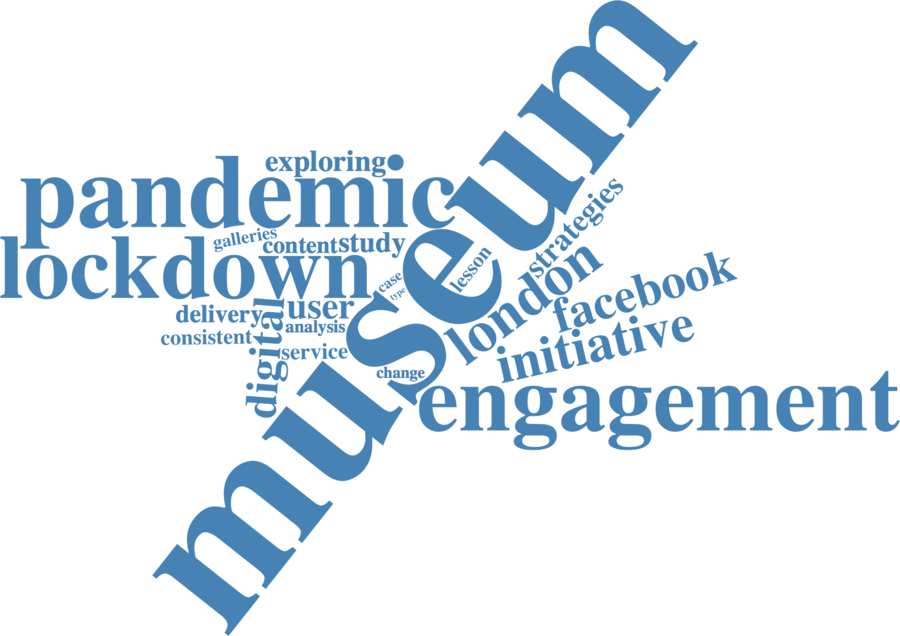 museum
exploring
pandemic
galleries
content
study
lockdown
case
type
lesson
strategies
london
facebook
initiative
delivery
user
digital
analysis
consistent
service
change
engagement